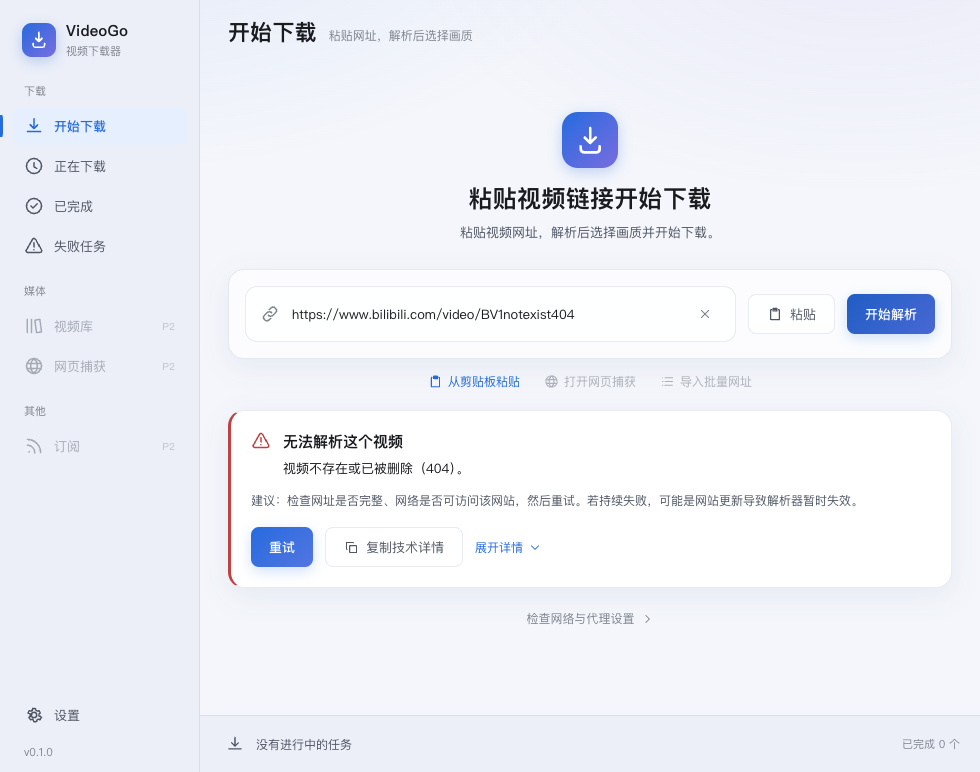 VideoGo
视频下载器
下载
开始下载
正在下载
已完成
失败任务
媒体
视频库 P2
网页捕获 P2
其他
订阅 P2
设置
v0.1.0
开始下载 粘贴网址，解析后选择画质
粘贴视频链接开始下载
粘贴视频网址，解析后选择画质并开始下载。
https://www.bilibili.com/video/BV1notexist404 粘贴 开始解析
从剪贴板粘贴 打开网页捕获 导入批量网址
无法解析这个视频
视频不存在或已被删除（404）。
建议：检查网址是否完整、网络是否可访问该网站，然后重试。若持续失败，可能是网站更新导致解析器暂时失效。
重试 复制技术详情 展开详情
检查网络与代理设置
没有进行中的任务 已完成 0 个